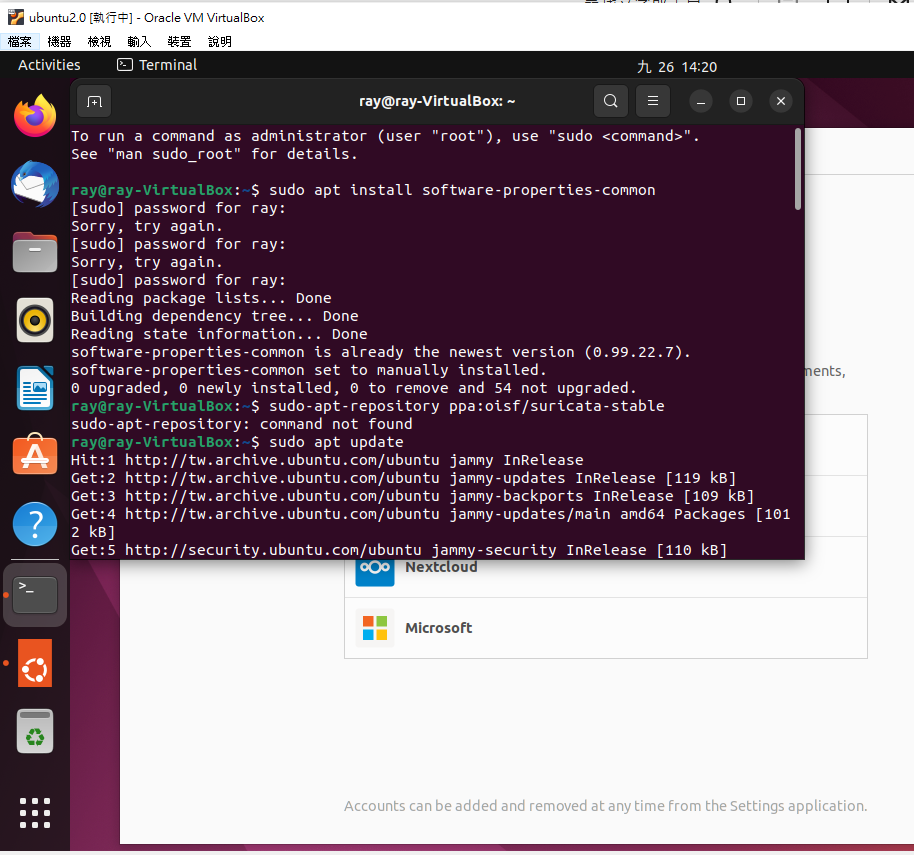 ubuntu2.0 [執行中] - Oracle VM VirtualBox
檔案 機器 檢視 輸入 裝置 說明
Activities Terminal 九 26 14:20
ray@ray-VirtualBox: ~
To run a command as administrator (user "root"), use "sudo <command>".
See "man sudo_root" for details.
ray@ray-VirtualBox:~$ sudo apt install software-properties-common
[sudo] password for ray:
Sorry, try again.
[sudo] password for ray:
Sorry, try again.
[sudo] password for ray:
Reading package lists... Done
Building dependency tree... Done
Reading state information... Done
software-properties-common is already the newest version (0.99.22.7).
software-properties-common set to manually installed.
0 upgraded, 0 newly installed, 0 to remove and 54 not upgraded.
ray@ray-VirtualBox:~$ sudo-apt-repository ppa:oisf/suricata-stable
sudo-apt-repository: command not found
ray@ray-VirtualBox:~$ sudo apt update
Hit:1 http://tw.archive.ubuntu.com/ubuntu jammy InRelease
Get:2 http://tw.archive.ubuntu.com/ubuntu jammy-updates InRelease [119 kB]
Get:3 http://tw.archive.ubuntu.com/ubuntu jammy-backports InRelease [109 kB]
Get:4 http://tw.archive.ubuntu.com/ubuntu jammy-updates/main amd64 Packages [101
2 kB]
Get:5 http://security.ubuntu.com/ubuntu jammy-security InRelease [110 kB]
ments,
Nextcloud
Microsoft
Accounts can be added and removed at any time from the Settings application.